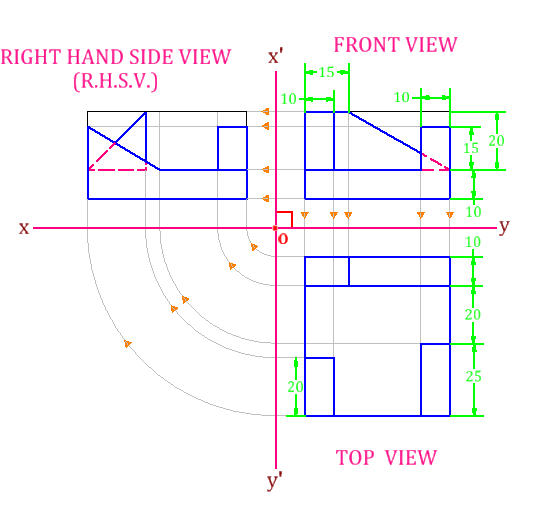 RIGHT HAND SIDE VIEW
(R.H.S.V.)
x'
FRONT VIEW
15
10
10
15
20
10
x
O
y
10
20
25
20
TOP VIEW
y'